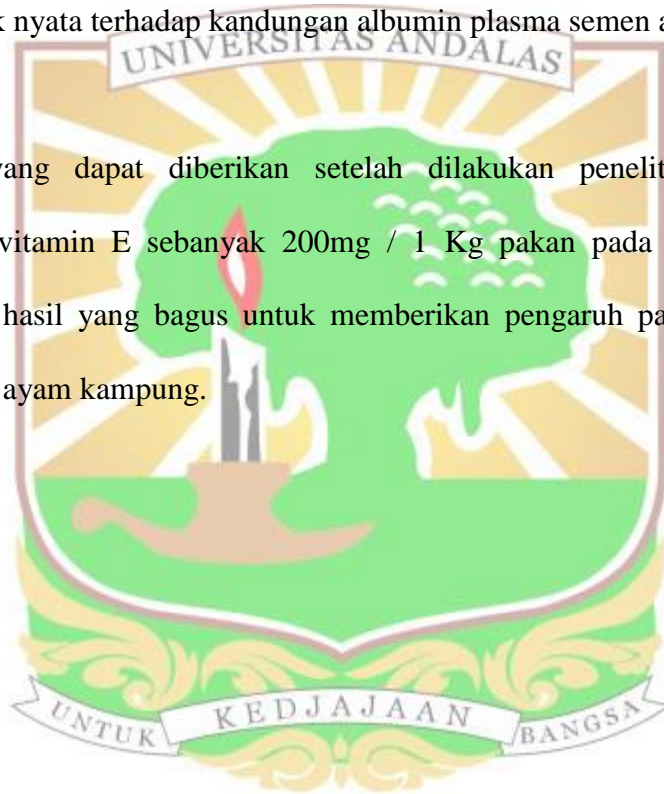 k nyata terhadap kandungan albumin plasma semen a
UNIVERSITAS ANDALAS
yang dapat diberikan setelah dilakukan penelit
vitamin E sebanyak 200mg / 1 Kg pakan pada
hasil yang bagus untuk memberikan pengaruh pa
ayam kampung.
UNTUK KEDJAJAAN BANGSA